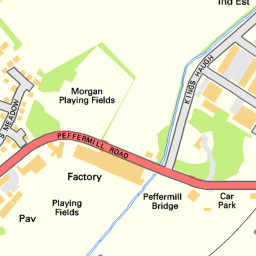 Ind Est
Morgan
Playing Fields
KINGS HAUGH
MEADOW
PEFFERMILL ROAD
Factory
Playing
Fields
Pav
Peffermill
Bridge
Car
Park